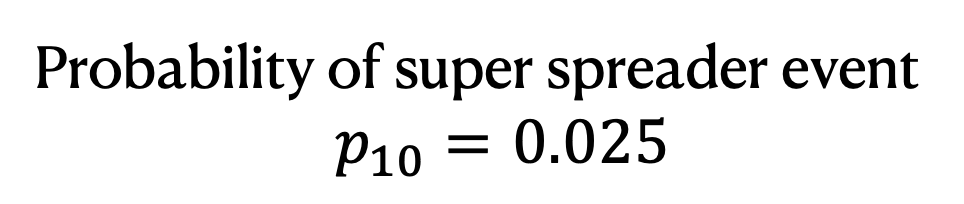 Probability of super spreader event
p₁₀ = 0.025